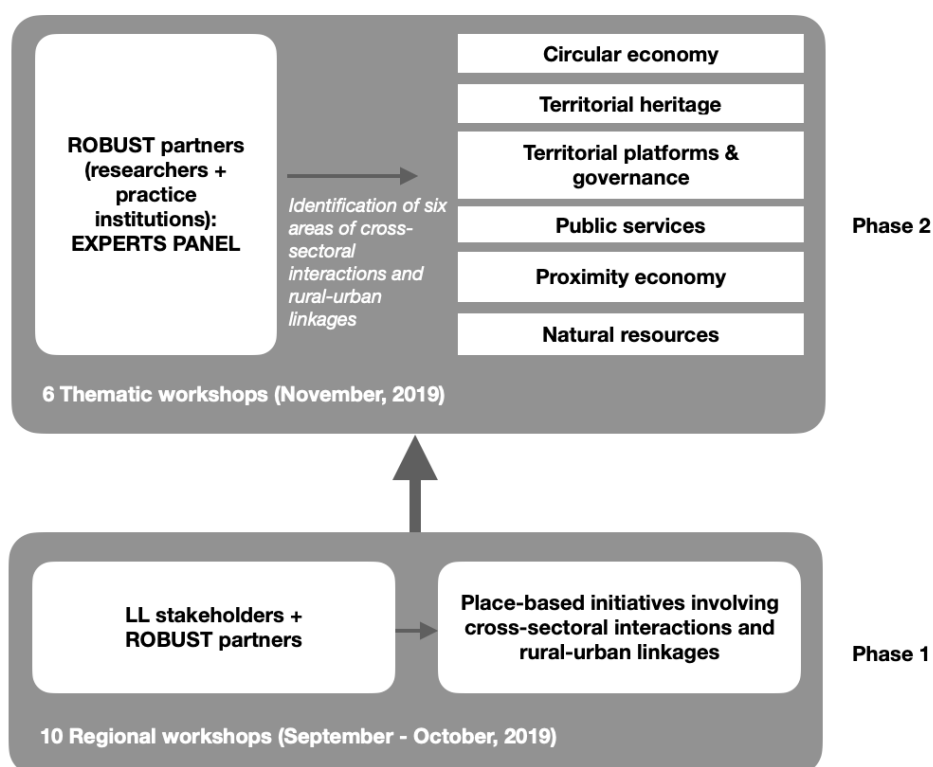 ROBUST partners
(researchers +
practice
institutions):
EXPERTS PANEL
Identification of six
areas of cross-
sectoral
interactions and
rural-urban
linkages
Circular economy
Territorial heritage
Territorial platforms &
governance
Public services
Proximity economy
Natural resources
6 Thematic workshops (November, 2019)
Phase 2
LL stakeholders +
ROBUST partners
Place-based initiatives involving
cross-sectoral interactions and
rural-urban linkages
10 Regional workshops (September - October, 2019)
Phase 1